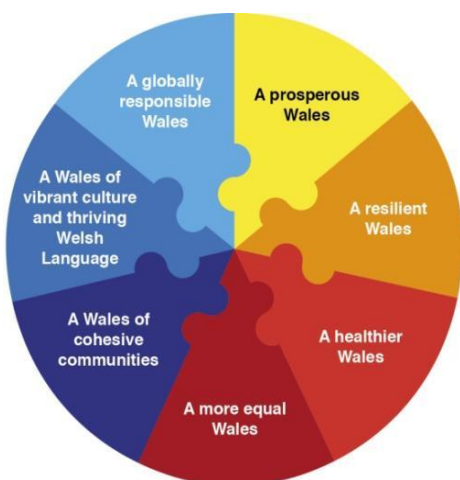 A prosperous
Wales
A resilient
Wales
A healthier
Wales
A more equal
Wales
A Wales of
cohesive
communities
A Wales of
vibrant culture
and thriving
Welsh
Language
A globally
responsible
Wales